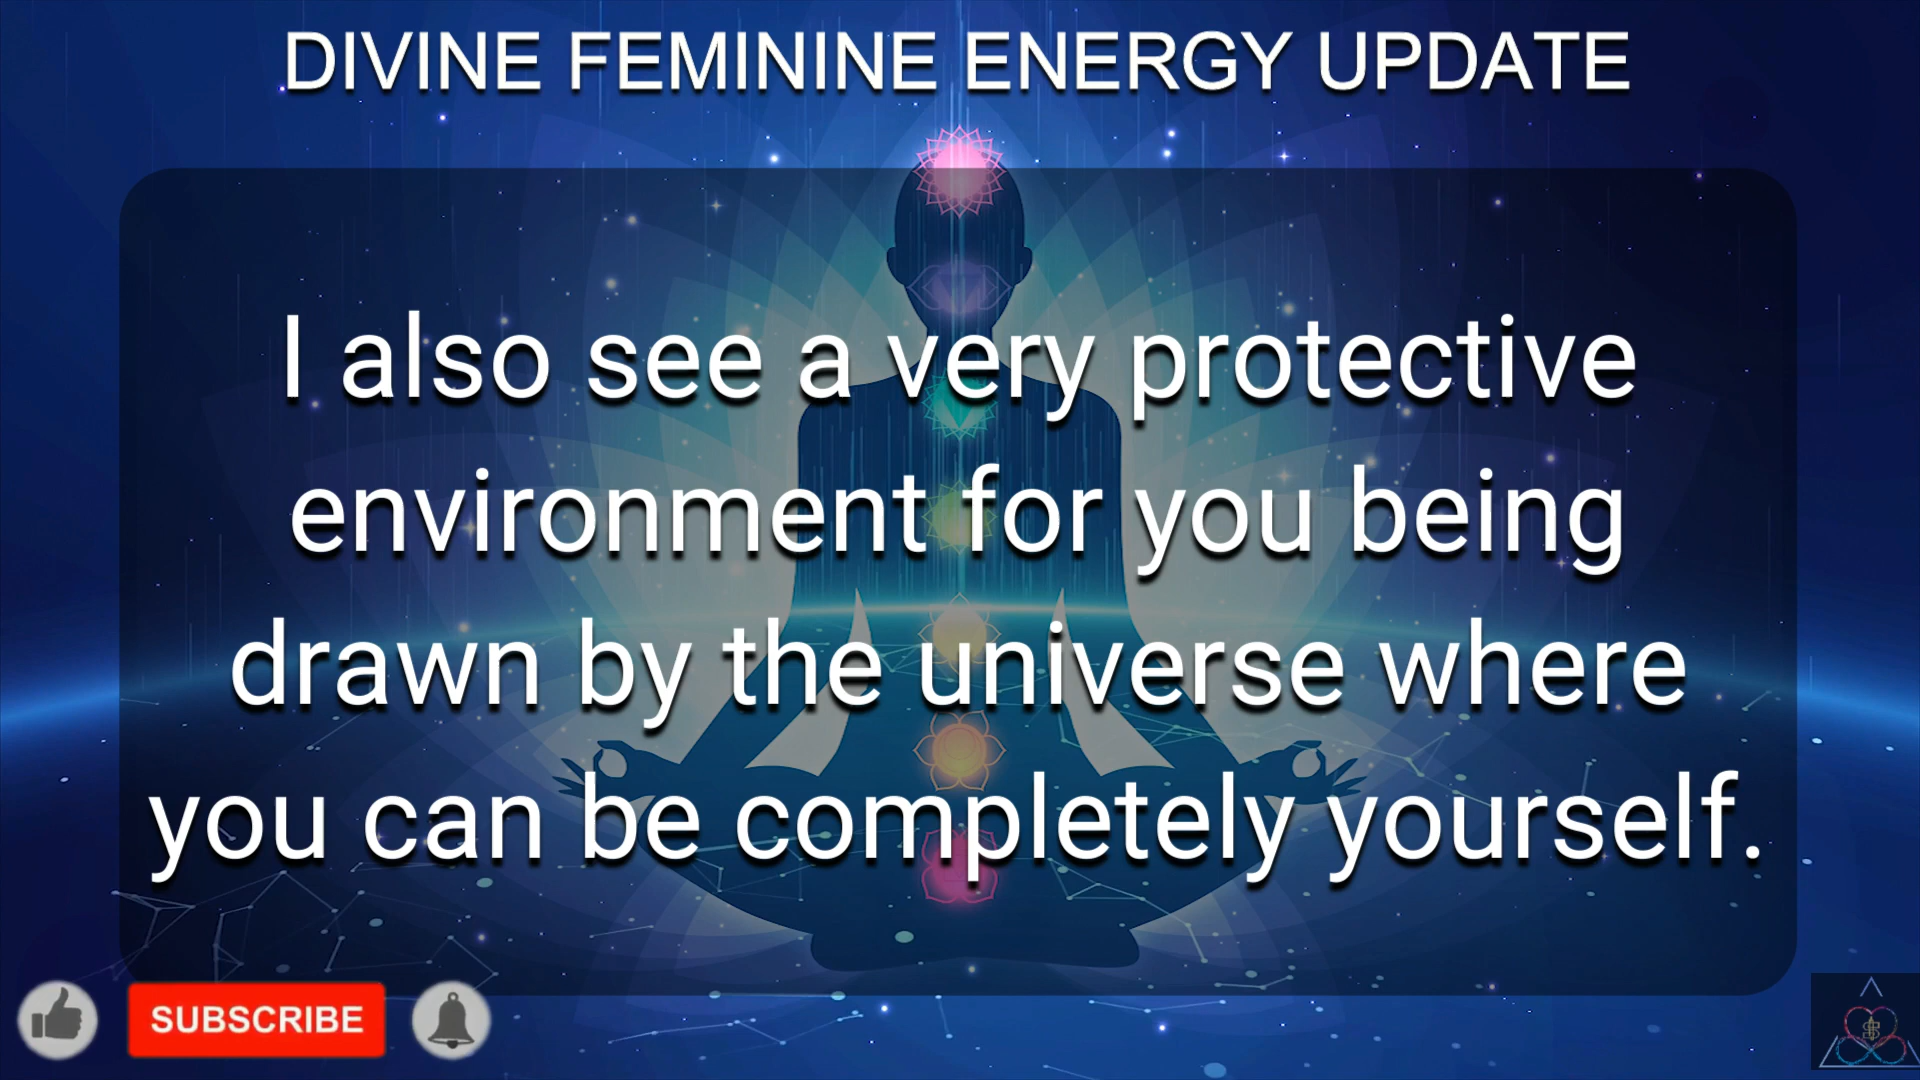 DIVINE FEMININE ENERGY UPDATE
I also see a very protective
environment for you being
drawn by the universe where
you can be completely yourself.
SUBSCRIBE